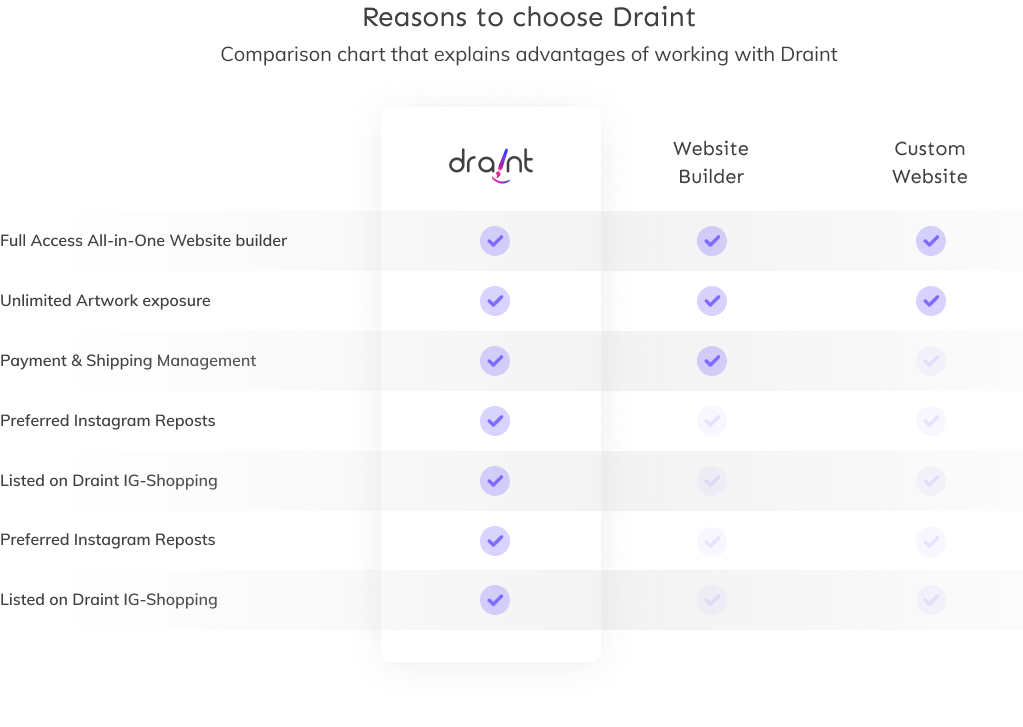 Reasons to choose Draint
Comparison chart that explains advantages of working with Draint
draint
Website
Builder
Custom
Website
Full Access All-in-One Website builder
Unlimited Artwork exposure
Payment & Shipping Management
Preferred Instagram Reposts
Listed on Draint IG-Shopping
Preferred Instagram Reposts
Listed on Draint IG-Shopping